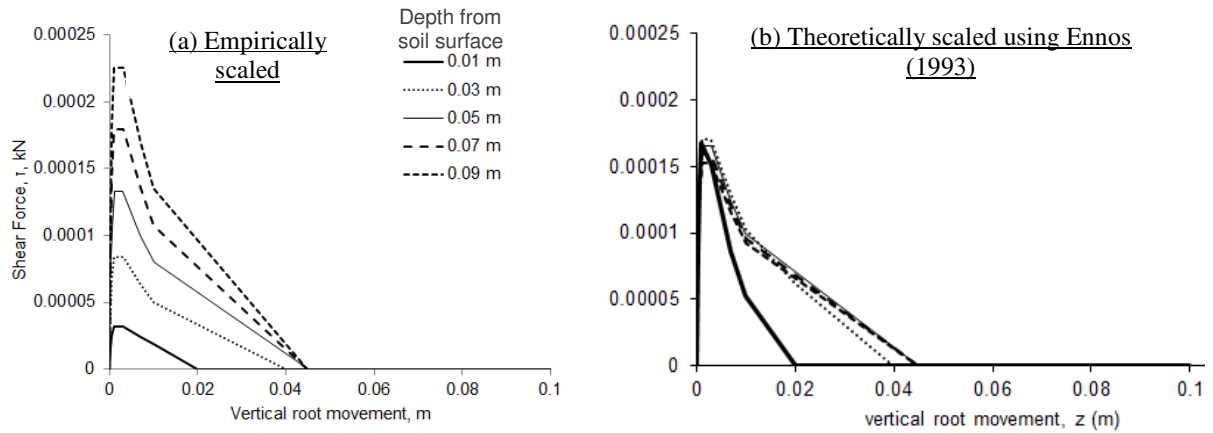 (a) Empirically
scaled
Depth from
soil surface
0.01 m
0.03 m
0.05 m
0.07 m
0.09 m
0.00025
0.0002
0.00015
0.0001
0.00005
0
Shear Force, τ, kN
0
0.02
0.04
0.06
0.08
0.1
Vertical root movement, m
(b) Theoretically scaled using Ennos
(1993)
0.00025
0.0002
0.00015
0.0001
0.00005
0
0
0.02
0.04
0.06
0.08
0.1
vertical root movement, z (m)